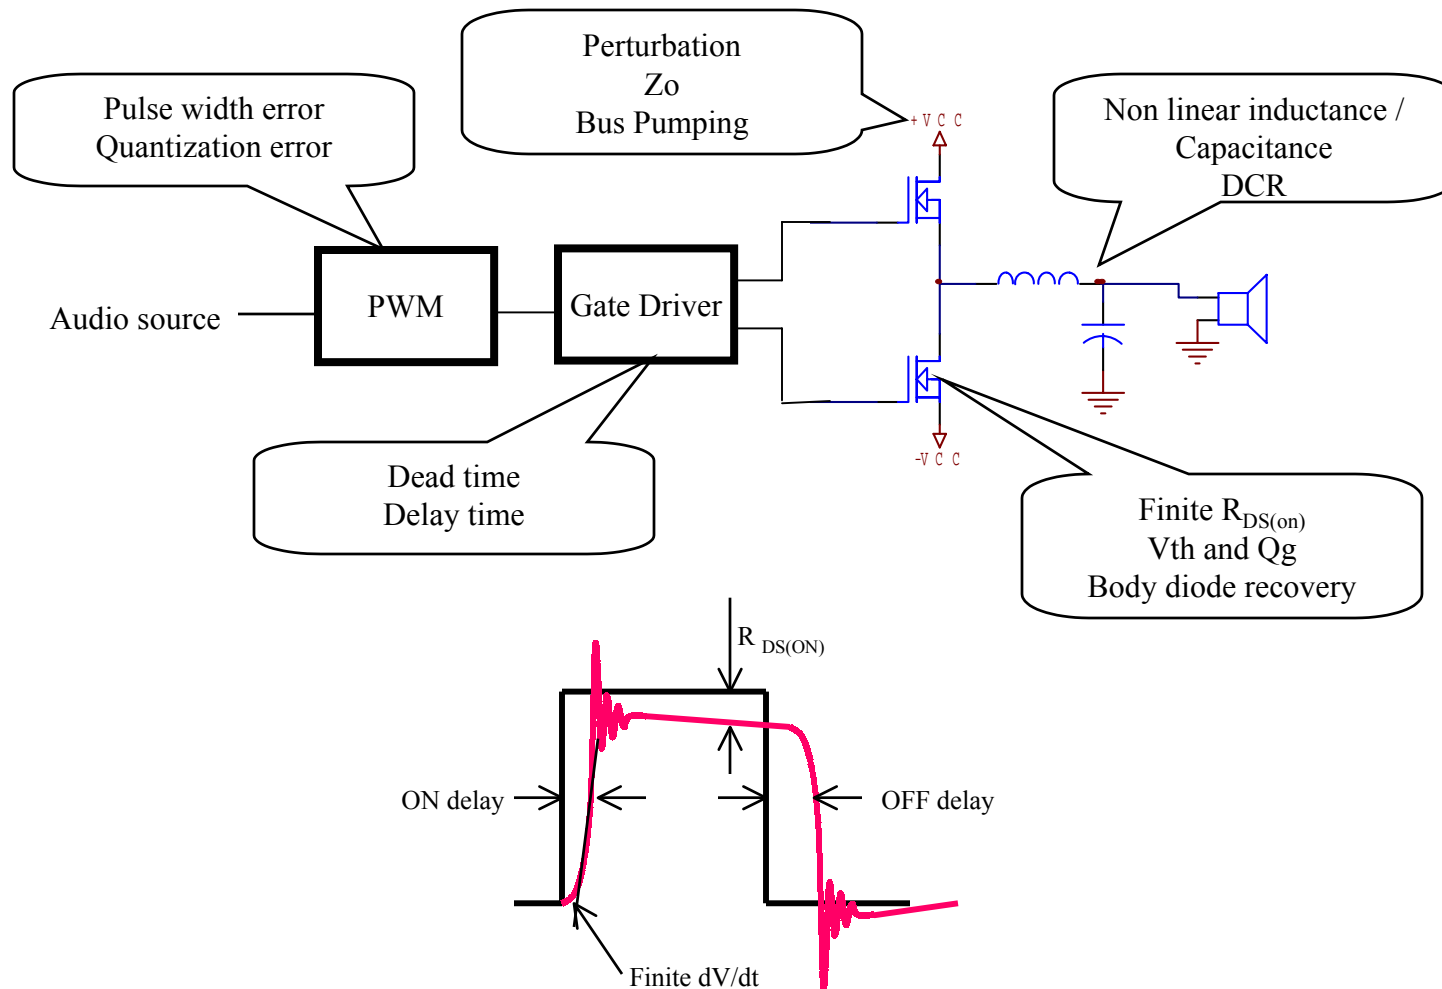 Perturbation
Zo
Bus Pumping
Pulse width error
Quantization error
Non linear inductance /
Capacitance
DCR
+VCC
Audio source
PWM
Gate Driver
-VCC
Dead time
Delay time
Finite RDS(on)
Vth and Qg
Body diode recovery
R DS(ON)
ON delay
OFF delay
Finite dV/dt